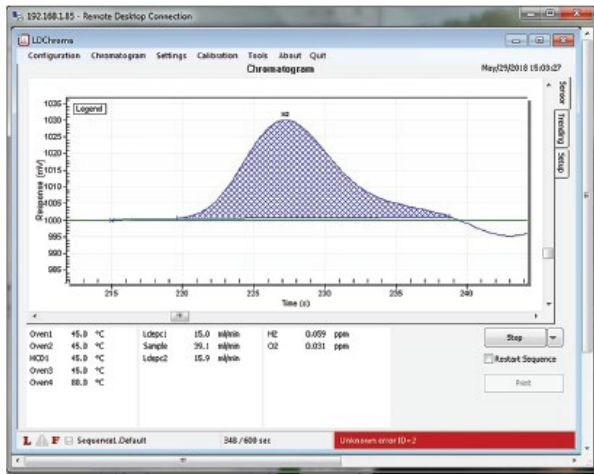 192.168.1.85 - Remote Desktop Connection
LDChroma
Configuration Chromatogram Settings Calibration Tools About Quit
Chromatogram
May/29/2018 15:03:27
Legend
H2
Response (mV)
1035
1030
1025
1020
1015
1010
1005
1000
995
990
985
215 220 225 230 235 240
Time (s)
Sensor
Trending
Setup
Oven1 45.0 °C Ldepc1 15.0 ml/min H2 0.059 ppm
Oven2 45.0 °C Sample 39.1 ml/min O2 0.031 ppm
HCD1 45.0 °C Ldepc2 15.9 ml/min
Oven3 45.0 °C
Oven4 88.0 °C
Stop
Restart Sequence
Print
L F Sequence1.Default 348 / 600 sec Unknown error ID=2